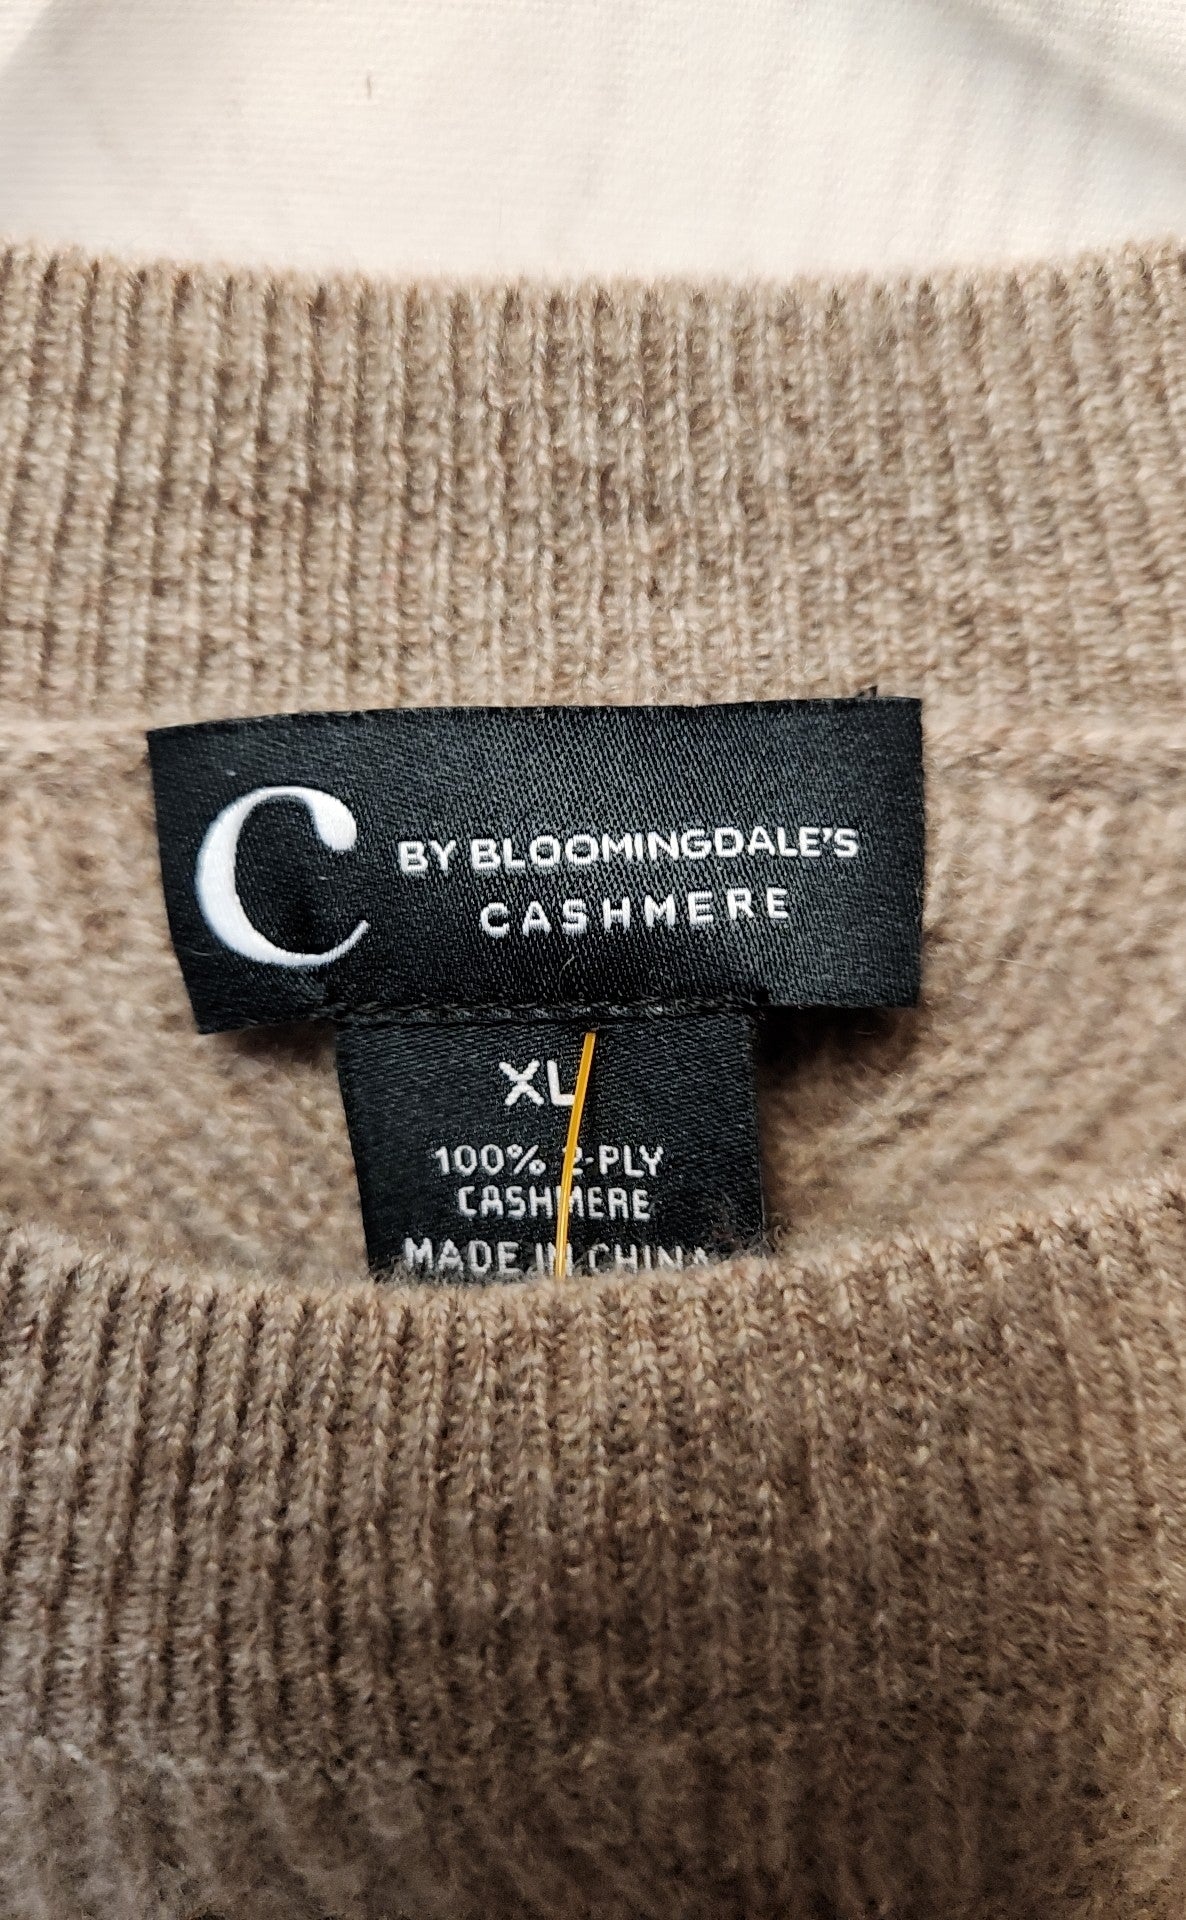 C BY BLOOMINGDALE'S
CASHMERE
XL
100% 2-PLY
CASHMERE
MADE IN CHINA